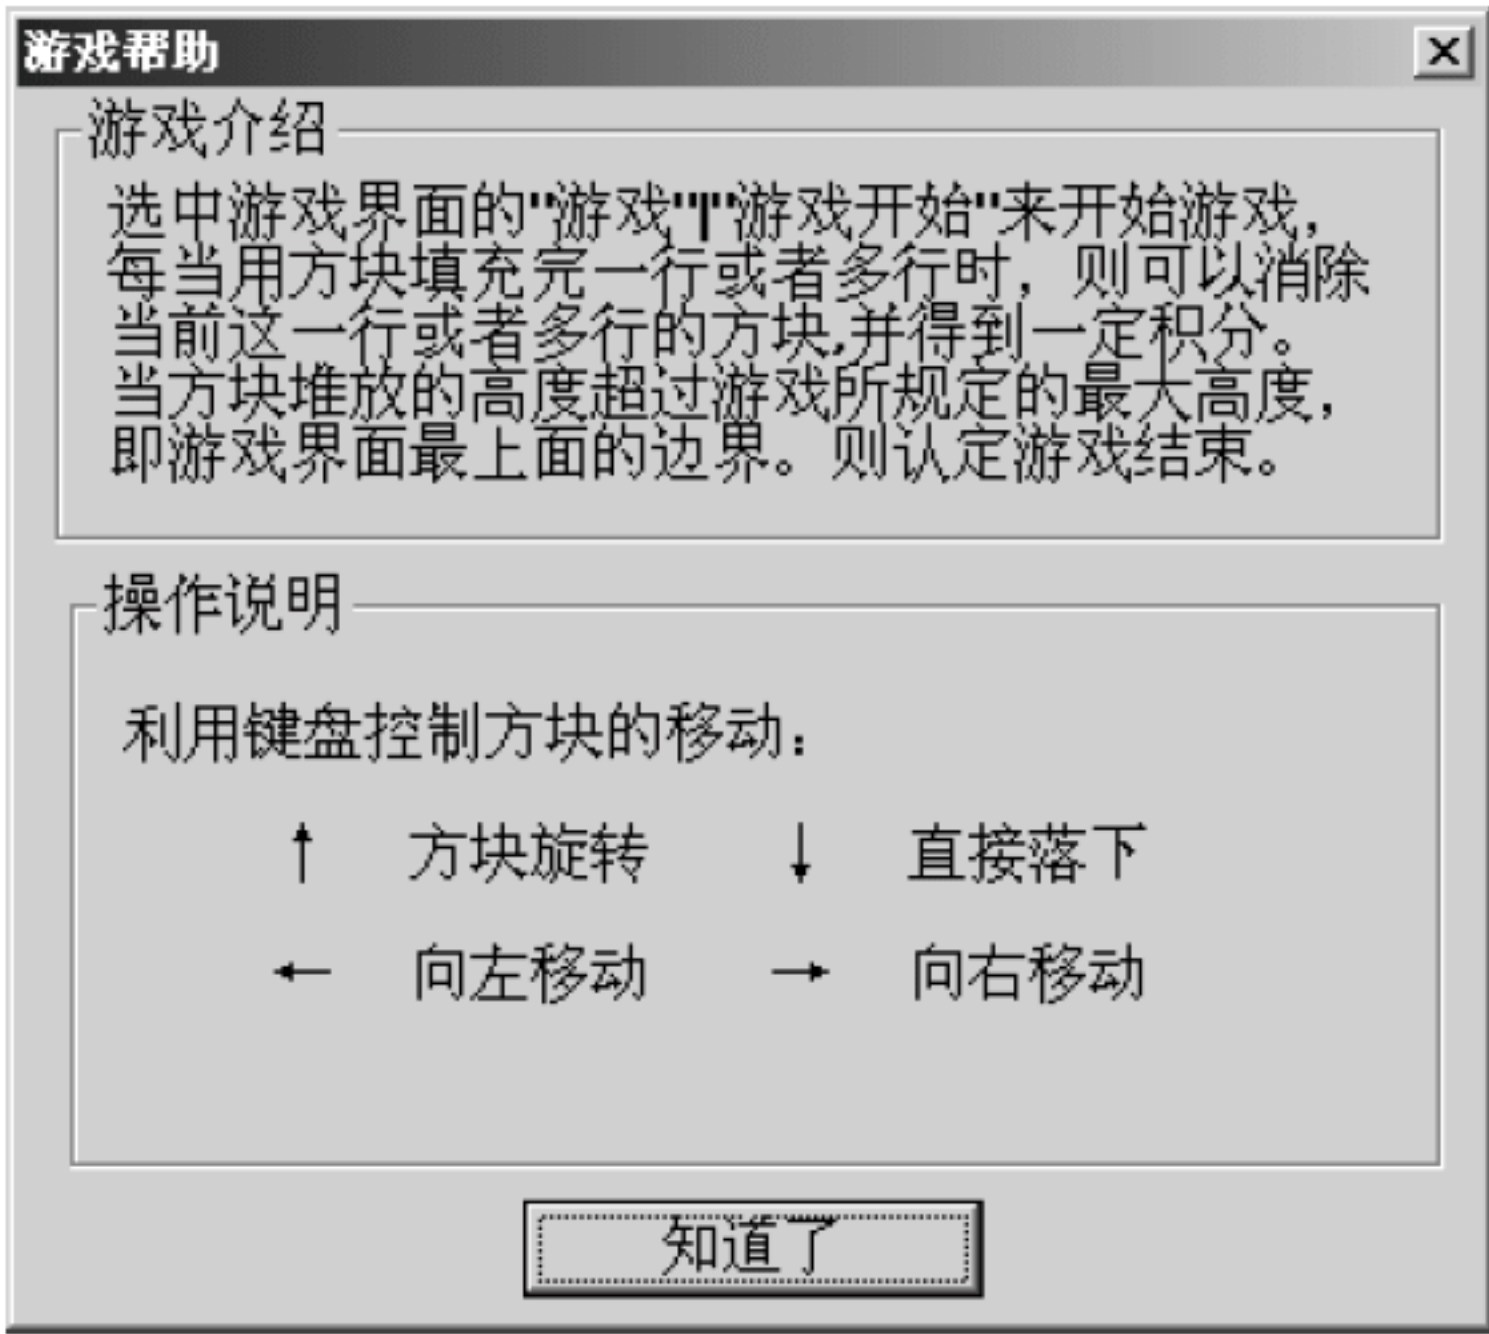 游戏帮助
游戏介绍
选中游戏界面的"游戏"|"游戏开始"来开始游戏，
每当用方块填充完一行或者多行时，则可以消除
当前这一行或者多行的方块,并得到一定积分。
当方块堆放的高度超过游戏所规定的最大高度，
即游戏界面最上面的边界。则认定游戏结束。
操作说明
利用键盘控制方块的移动：
↑ 方块旋转 ↓ 直接落下
← 向左移动 → 向右移动
知道了